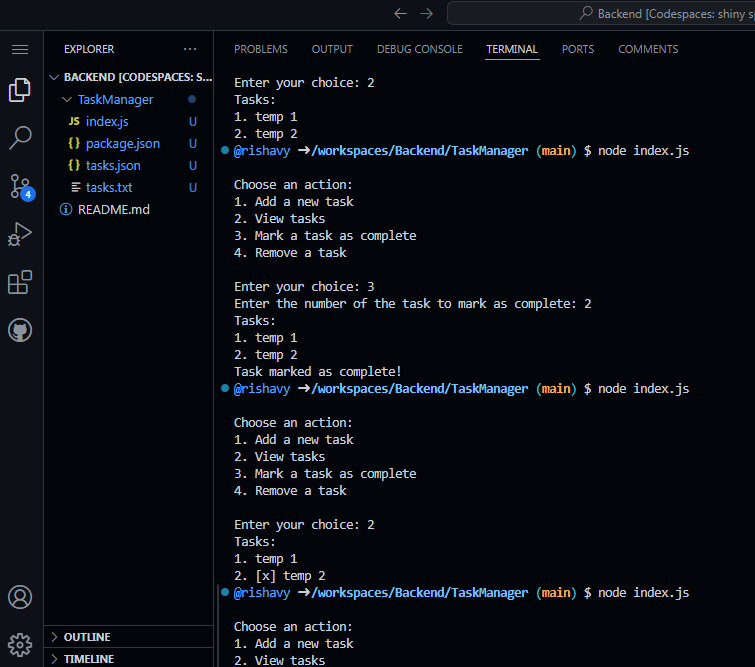 Backend [Codespaces: shiny sp
EXPLORER
BACKEND [CODESPACES: S...
TaskManager
JS index.js U
{} package.json U
{} tasks.json U
tasks.txt U
README.md
4
OUTLINE
TIMELINE
PROBLEMS OUTPUT DEBUG CONSOLE TERMINAL PORTS COMMENTS
Enter your choice: 2
Tasks:
1. temp 1
2. temp 2
@rishavy ➜/workspaces/Backend/TaskManager (main) $ node index.js
Choose an action:
1. Add a new task
2. View tasks
3. Mark a task as complete
4. Remove a task
Enter your choice: 3
Enter the number of the task to mark as complete: 2
Tasks:
1. temp 1
2. temp 2
Task marked as complete!
@rishavy ➜/workspaces/Backend/TaskManager (main) $ node index.js
Choose an action:
1. Add a new task
2. View tasks
3. Mark a task as complete
4. Remove a task
Enter your choice: 2
Tasks:
1. temp 1
2. [x] temp 2
@rishavy ➜/workspaces/Backend/TaskManager (main) $ node index.js
Choose an action:
1. Add a new task
2. View tasks